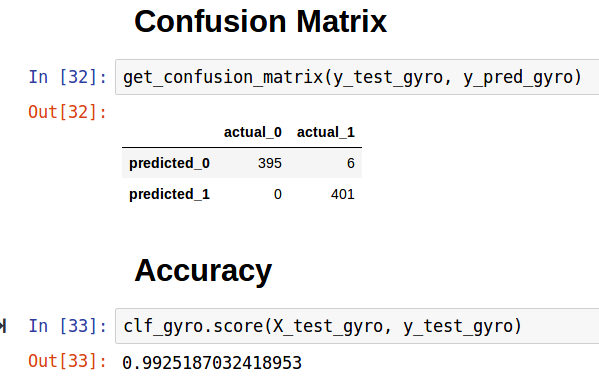 Confusion Matrix
In [32]: get_confusion_matrix(y_test_gyro, y_pred_gyro)
Out[32]:
actual_0 actual_1
predicted_0 395 6
predicted_1 0 401
Accuracy
In [33]: clf_gyro.score(X_test_gyro, y_test_gyro)
Out[33]: 0.9925187032418953